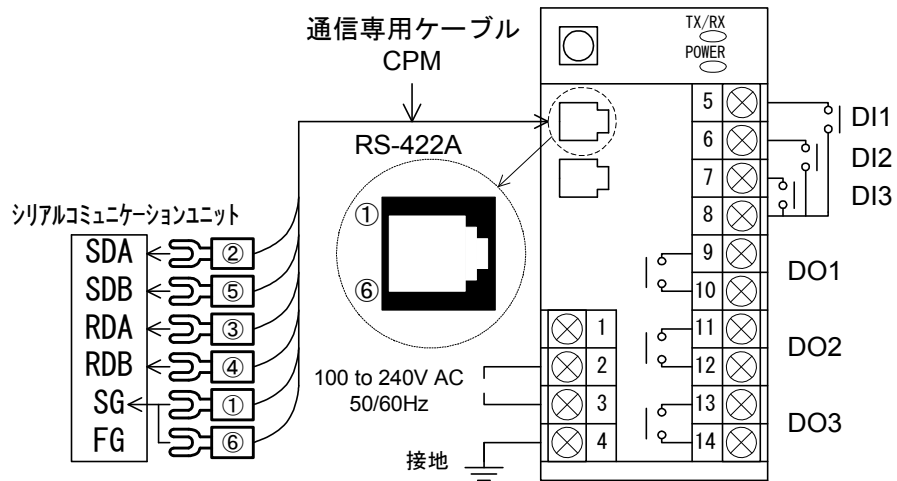 通信専用ケーブル
CPM
RS-422A
①
⑥
シリアルコミュニケーションユニット
SDA ②
SDB ⑤
RDA ③
RDB ④
SG ①
FG ⑥
100 to 240V AC
50/60Hz
接地
TX/RX
POWER
1
2
3
4
5
6
7
8
9
10
11
12
13
14
DI1
DI2
DI3
DO1
DO2
DO3